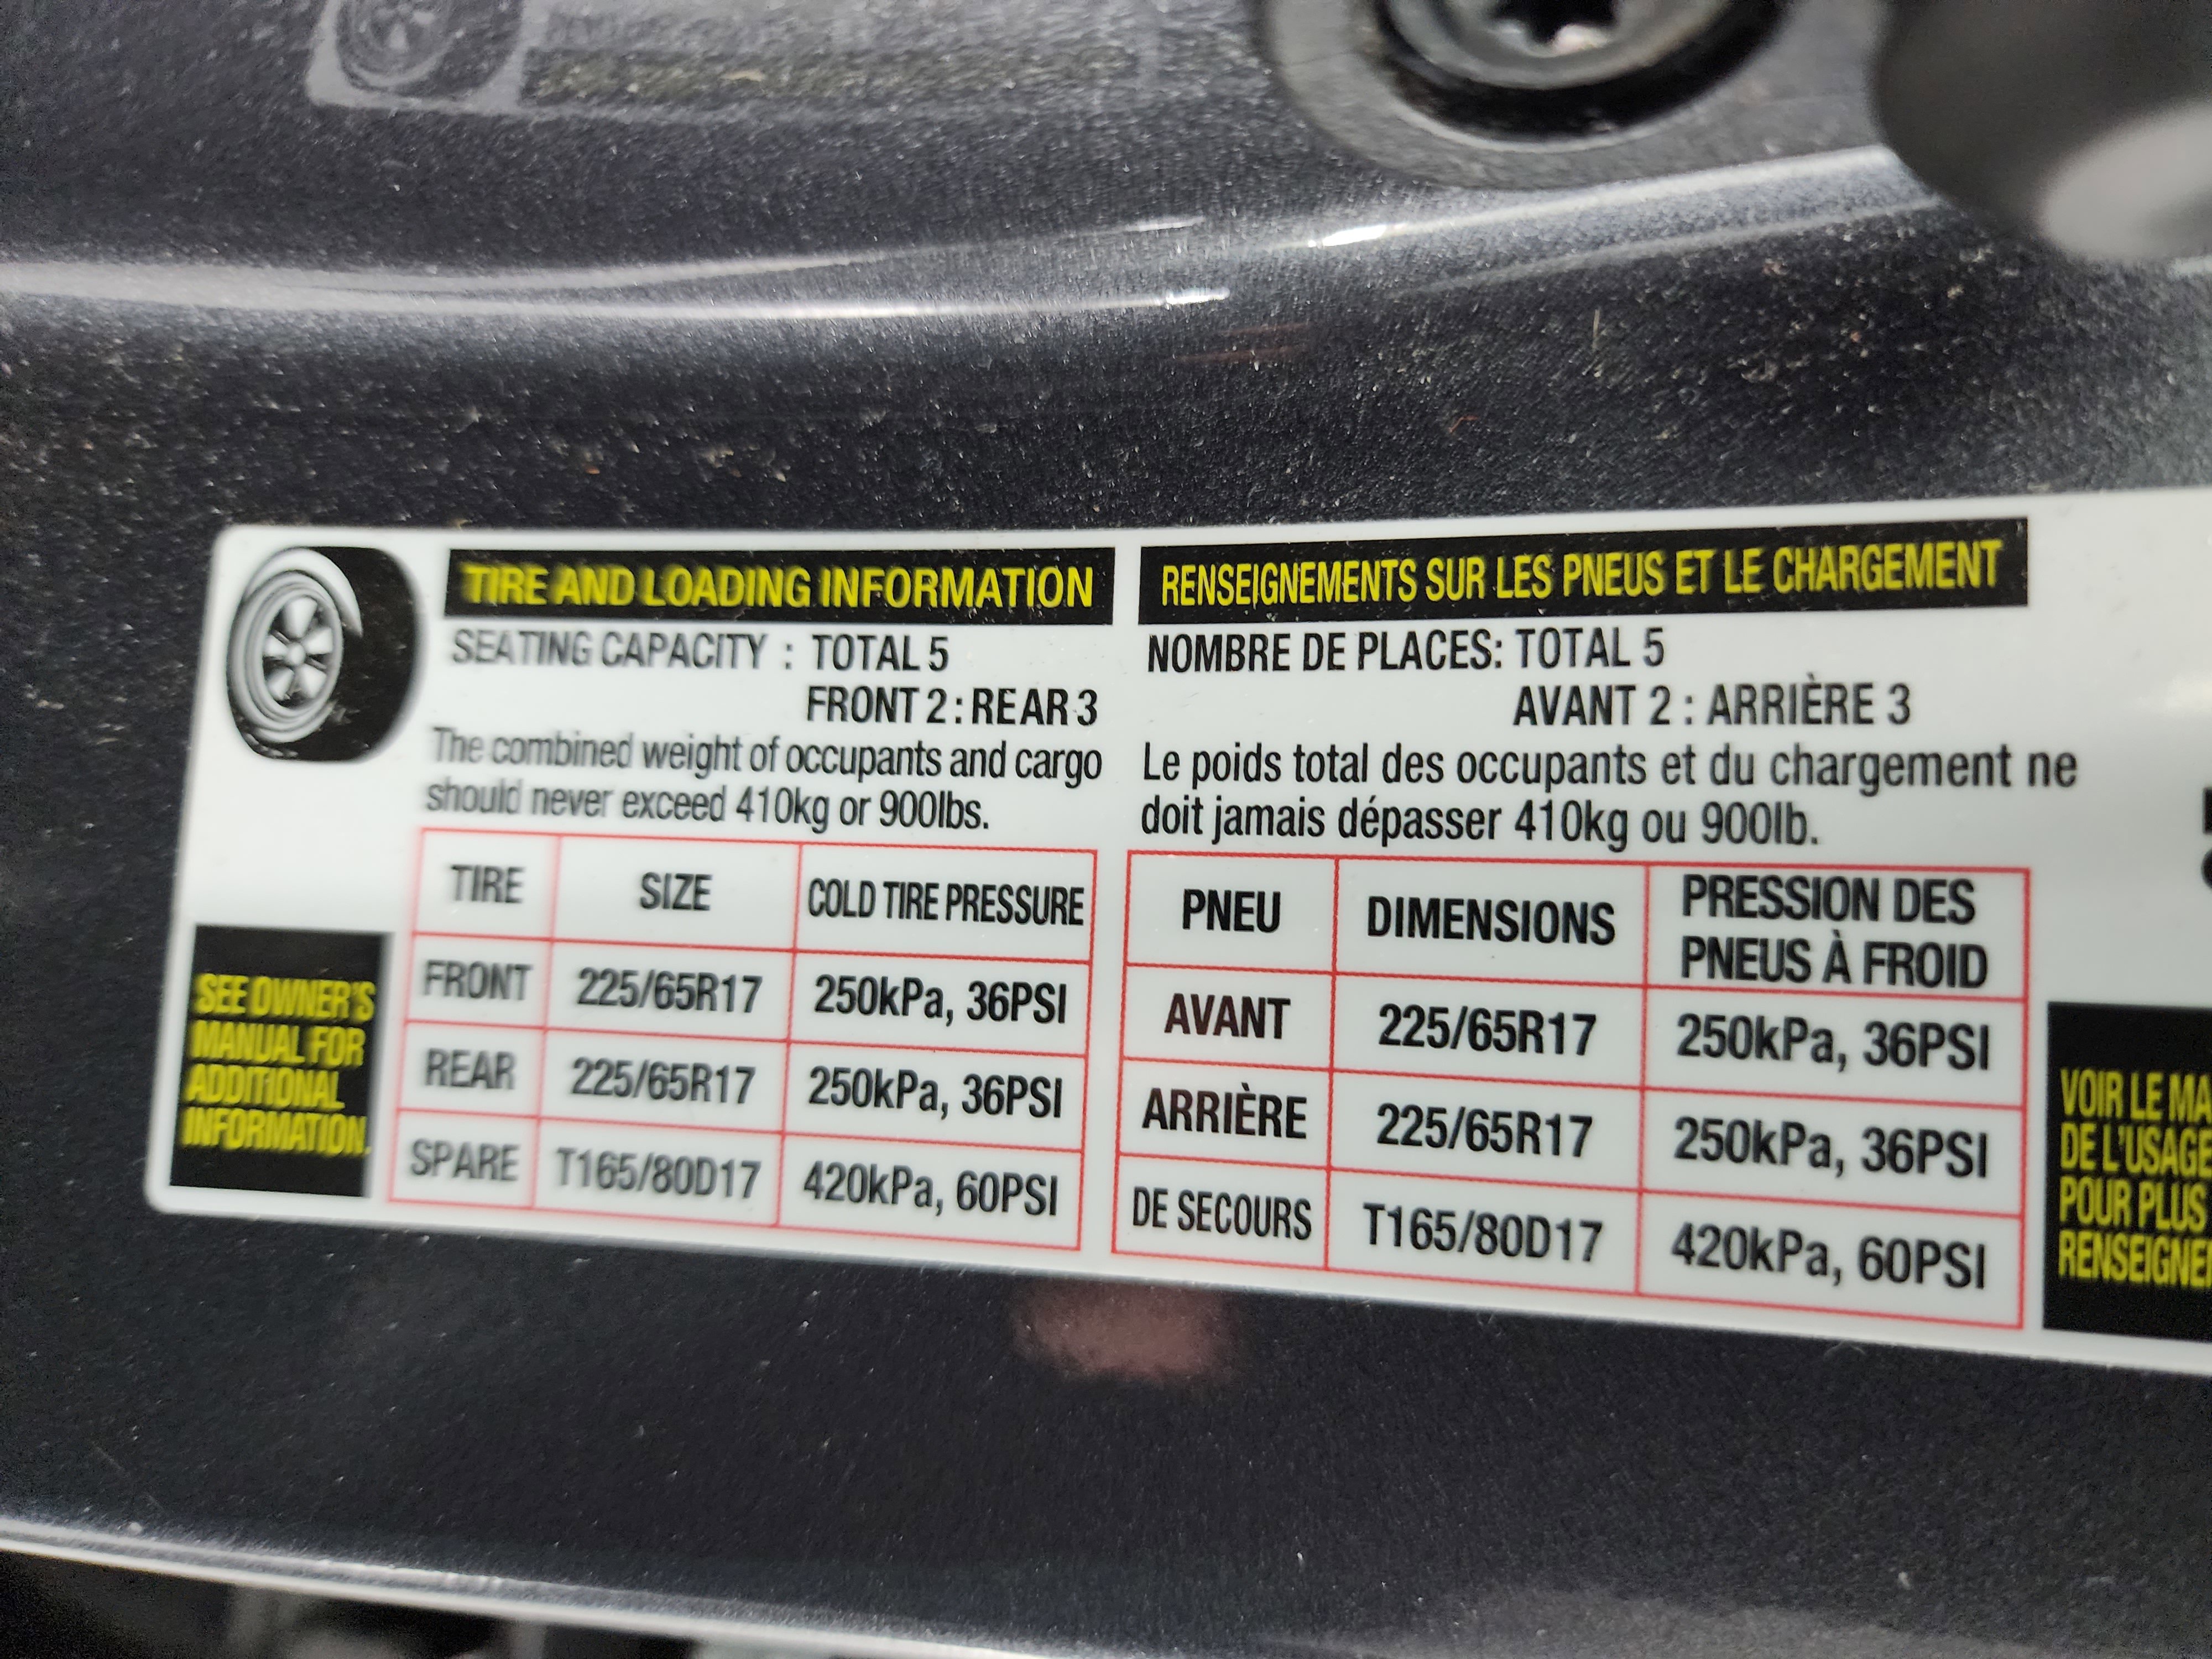 TIRE AND LOADING INFORMATION
SEATING CAPACITY : TOTAL 5
FRONT 2 : REAR 3
The combined weight of occupants and cargo
should never exceed 410kg or 900lbs.
TIRE SIZE COLD TIRE PRESSURE
FRONT 225/65R17 250kPa, 36PSI
REAR 225/65R17 250kPa, 36PSI
SPARE T165/80D17 420kPa, 60PSI
SEE OWNER'S
MANUAL FOR
ADDITIONAL
INFORMATION.
RENSEIGNEMENTS SUR LES PNEUS ET LE CHARGEMENT
NOMBRE DE PLACES: TOTAL 5
AVANT 2 : ARRIÈRE 3
Le poids total des occupants et du chargement ne
doit jamais dépasser 410kg ou 900lb.
PNEU DIMENSIONS PRESSION DES
PNEUS À FROID
AVANT 225/65R17 250kPa, 36PSI
ARRIÈRE 225/65R17 250kPa, 36PSI
DE SECOURS T165/80D17 420kPa, 60PSI
VOIR LE
DE L'USAGE
POUR PLUS